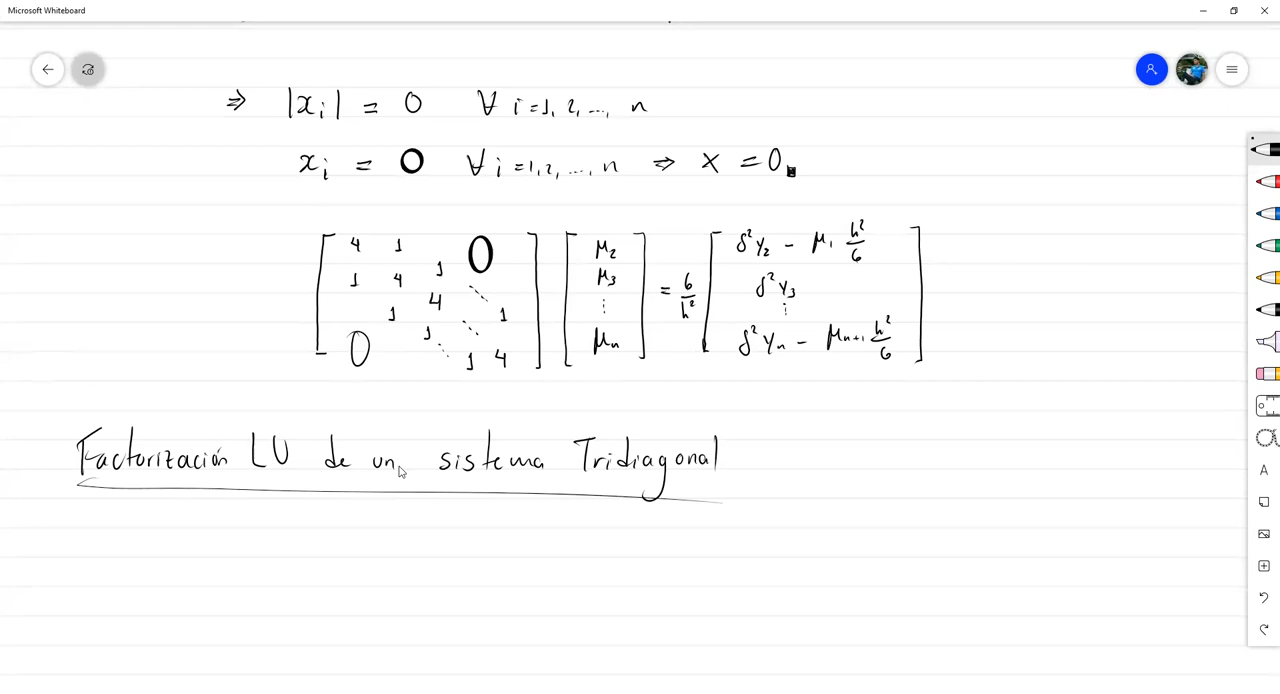 Microsoft Whiteboard
⇒ |xᵢ| = 0 ∀ i=1, 2, ..., n
xᵢ = 0 ∀ i=1,2,...,n ⇒ x = 0.
[4 1 0; 1 4 1; 1 4 ⋱ 1; 0 1 ⋱ 1 4] [μ₂; μ₃; ⋮; μₙ] = 6/h² [δ²y₂ - μ₁ h²/6; δ²y₃; ⋮; δ²yₙ - μₙ₊₁ h²/6]
Factorización LU de un sistema Tridiagonal
A